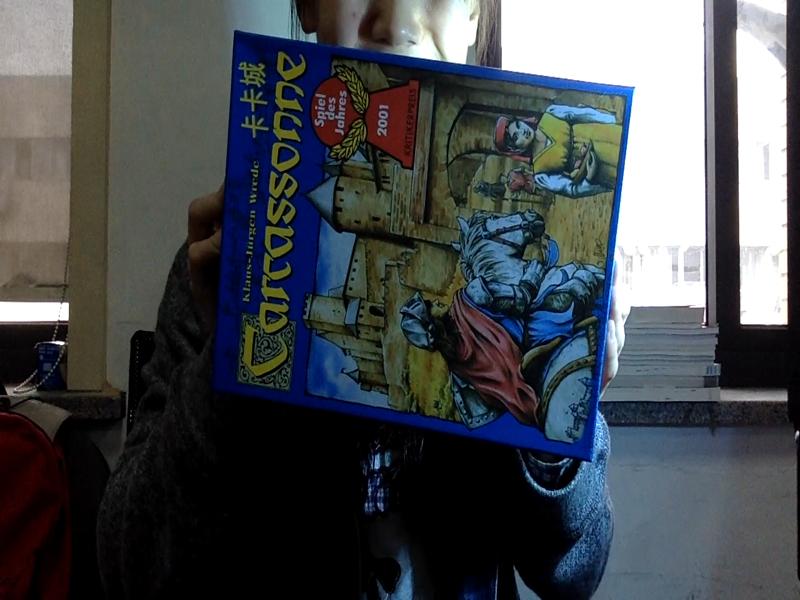 卡卡城
Klaus-Jürgen Wrede
Carcassonne
Spiel
des
Jahres
2001
KRITIKERPREIS